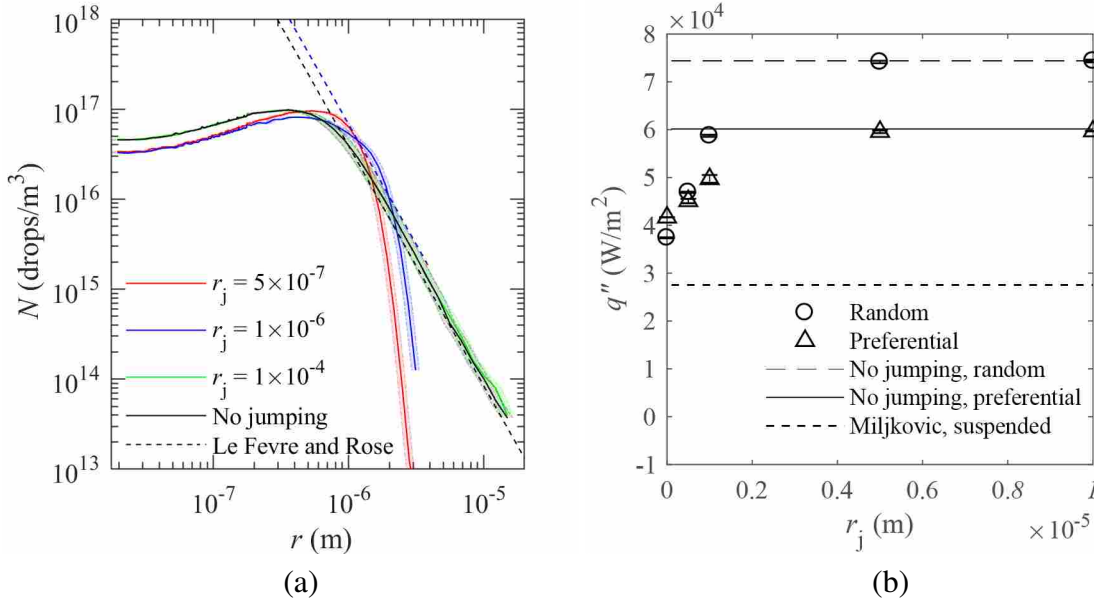 10^18
10^17
10^16
10^15
10^14
10^13
N (drops/m^3)
r_j = 5×10^-7
r_j = 1×10^-6
r_j = 1×10^-4
No jumping
Le Fevre and Rose
10^-7
10^-6
10^-5
r (m)
(a)
×10^4
8
7
6
5
4
3
2
1
0
-1
q″ (W/m^2)
Random
Preferential
No jumping, random
No jumping, preferential
Miljkovic, suspended
0
0.2
0.4
0.6
0.8
r_j (m)
×10^-5
(b)